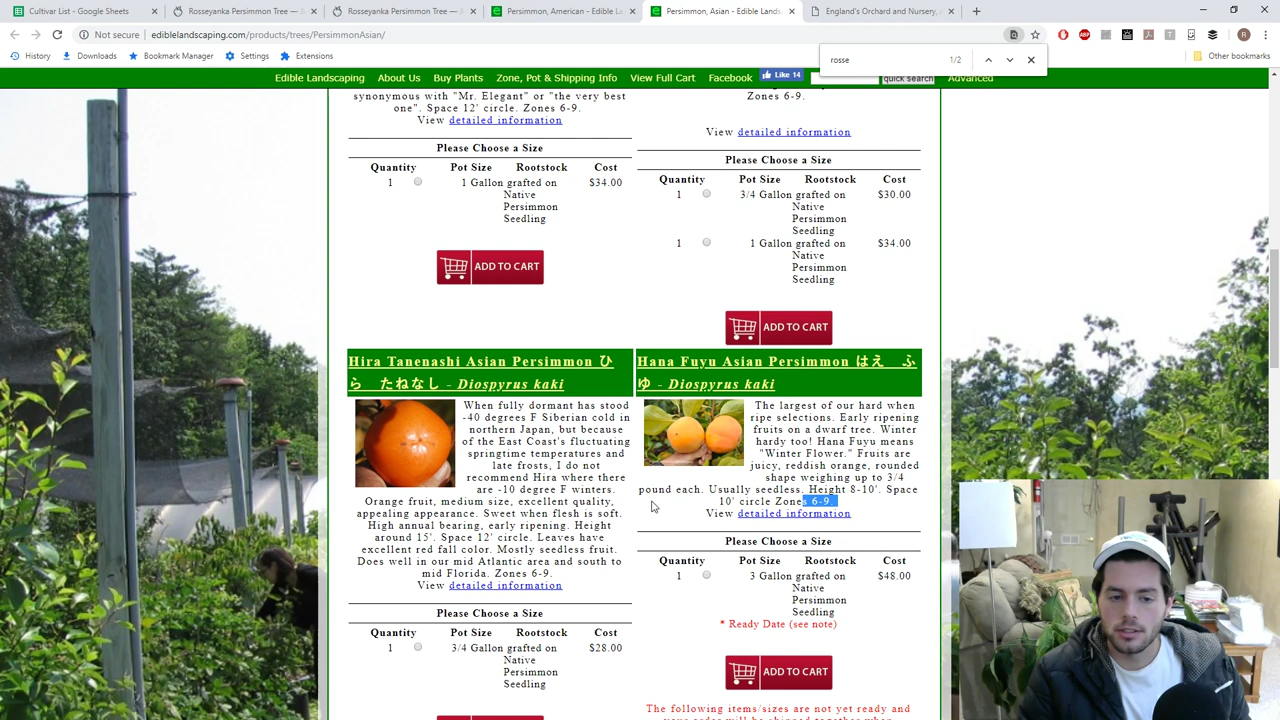 Cultivar List - Google Sheets
Rosseyanka Persimmon Tree —
Rosseyanka Persimmon Tree —
Persimmon, American - Edible L
Persimmon, Asian - Edible Lands
England's Orchard and Nursery,
Not secure
ediblelandscaping.com/products/trees/PersimmonAsian/
History
Downloads
Bookmark Manager
Settings
Extensions
Other bookmarks
rosse
1/2
Edible Landscaping
About Us
Buy Plants
Zone, Pot & Shipping Info
View Full Cart
Facebook
Like 14
quick search
Advanced
synonymous with "Mr. Elegant" or "the very best
one". Space 12' circle. Zones 6-9.
View detailed information
Please Choose a Size
Quantity Pot Size Rootstock Cost
1 1 Gallon grafted on $34.00
Native
Persimmon
Seedling
ADD TO CART
Zones 6-9.
View detailed information
Please Choose a Size
Quantity Pot Size Rootstock Cost
1 3/4 Gallon grafted on $30.00
Native
Persimmon
Seedling
1 1 Gallon grafted on $34.00
Native
Persimmon
Seedling
ADD TO CART
Hira Tanenashi Asian Persimmon ひ
ら　たねなし - Diospyrus kaki
When fully dormant has stood
-40 degrees F Siberian cold in
northern Japan, but because
of the East Coast's fluctuating
springtime temperatures and
late frosts, I do not
recommend Hira where there
are -10 degree F winters.
Orange fruit, medium size, excellent quality,
appealing appearance. Sweet when flesh is soft.
High annual bearing, early ripening. Height
around 15'. Space 12' circle. Leaves have
excellent red fall color. Mostly seedless fruit.
Does well in our mid Atlantic area and south to
mid Florida. Zones 6-9.
View detailed information
Please Choose a Size
Quantity Pot Size Rootstock Cost
1 3/4 Gallon grafted on $28.00
Native
Persimmon
Seedling
Hana Fuyu Asian Persimmon はえ　ふ
ゆ - Diospyrus kaki
The largest of our hard when
ripe selections. Early ripening
fruits on a dwarf tree. Winter
hardy too! Hana Fuyu means
"Winter Flower." Fruits are
juicy, reddish orange, rounded
shape weighing up to 3/4
pound each. Usually seedless. Height 8-10'. Space
10' circle Zones 6-9.
View detailed information
Please Choose a Size
Quantity Pot Size Rootstock Cost
1 3 Gallon grafted on $48.00
Native
Persimmon
Seedling
* Ready Date (see note)
ADD TO CART
The following items/sizes are not yet ready and